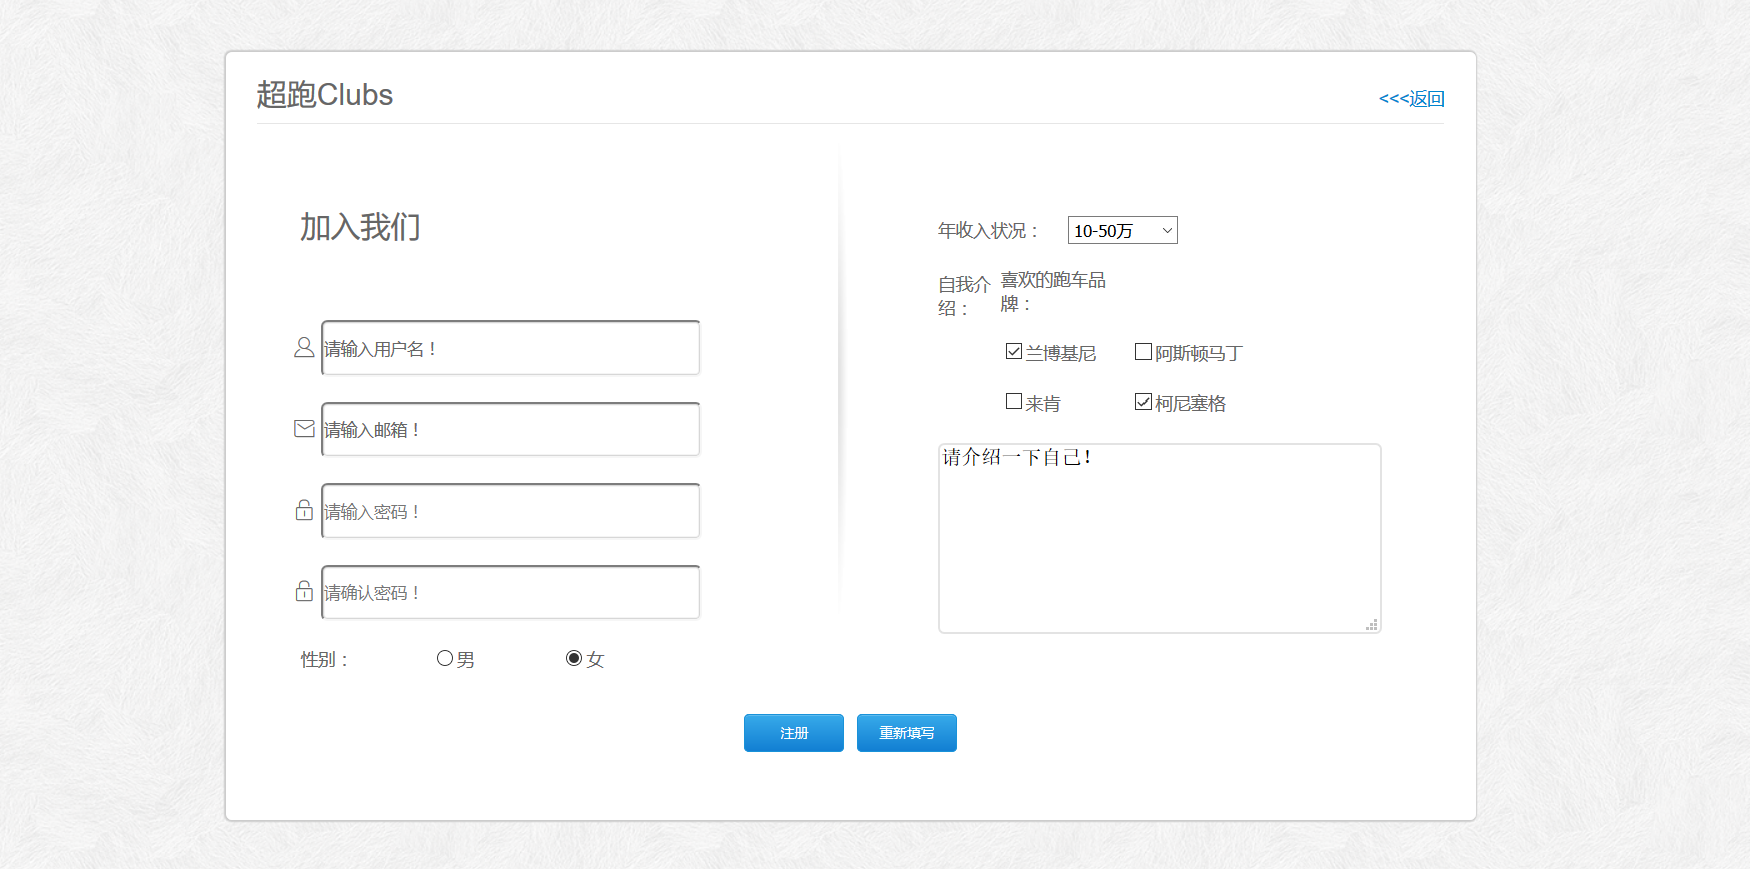 超跑Clubs
<<<返回
加入我们
请输入用户名！
请输入邮箱！
请输入密码！
请确认密码！
性别：
男
女
年收入状况：
10-50万
自我介
绍：
喜欢的跑车品
牌：
兰博基尼
阿斯顿马丁
来肯
柯尼塞格
请介绍一下自己！
注册
重新填写